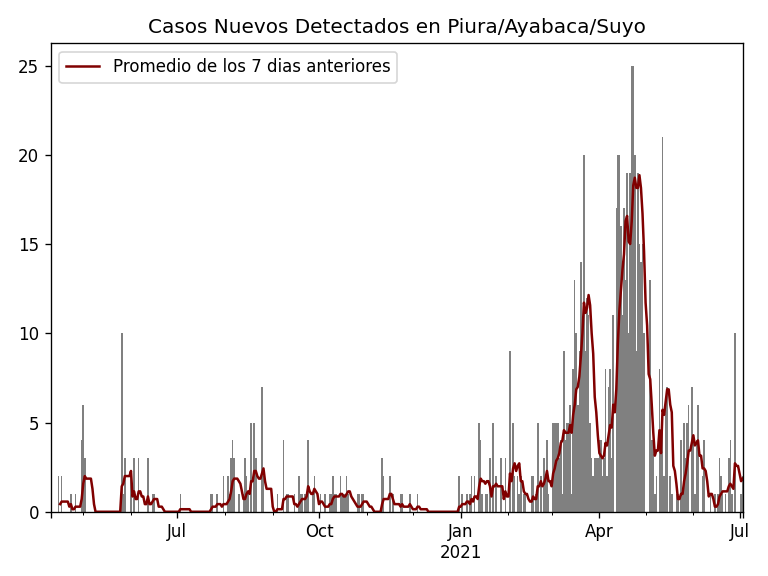 Casos Nuevos Detectados en Piura/Ayabaca/Suyo
Promedio de los 7 dias anteriores
25
20
15
10
5
0
Jul
Oct
Jan
2021
Apr
Jul